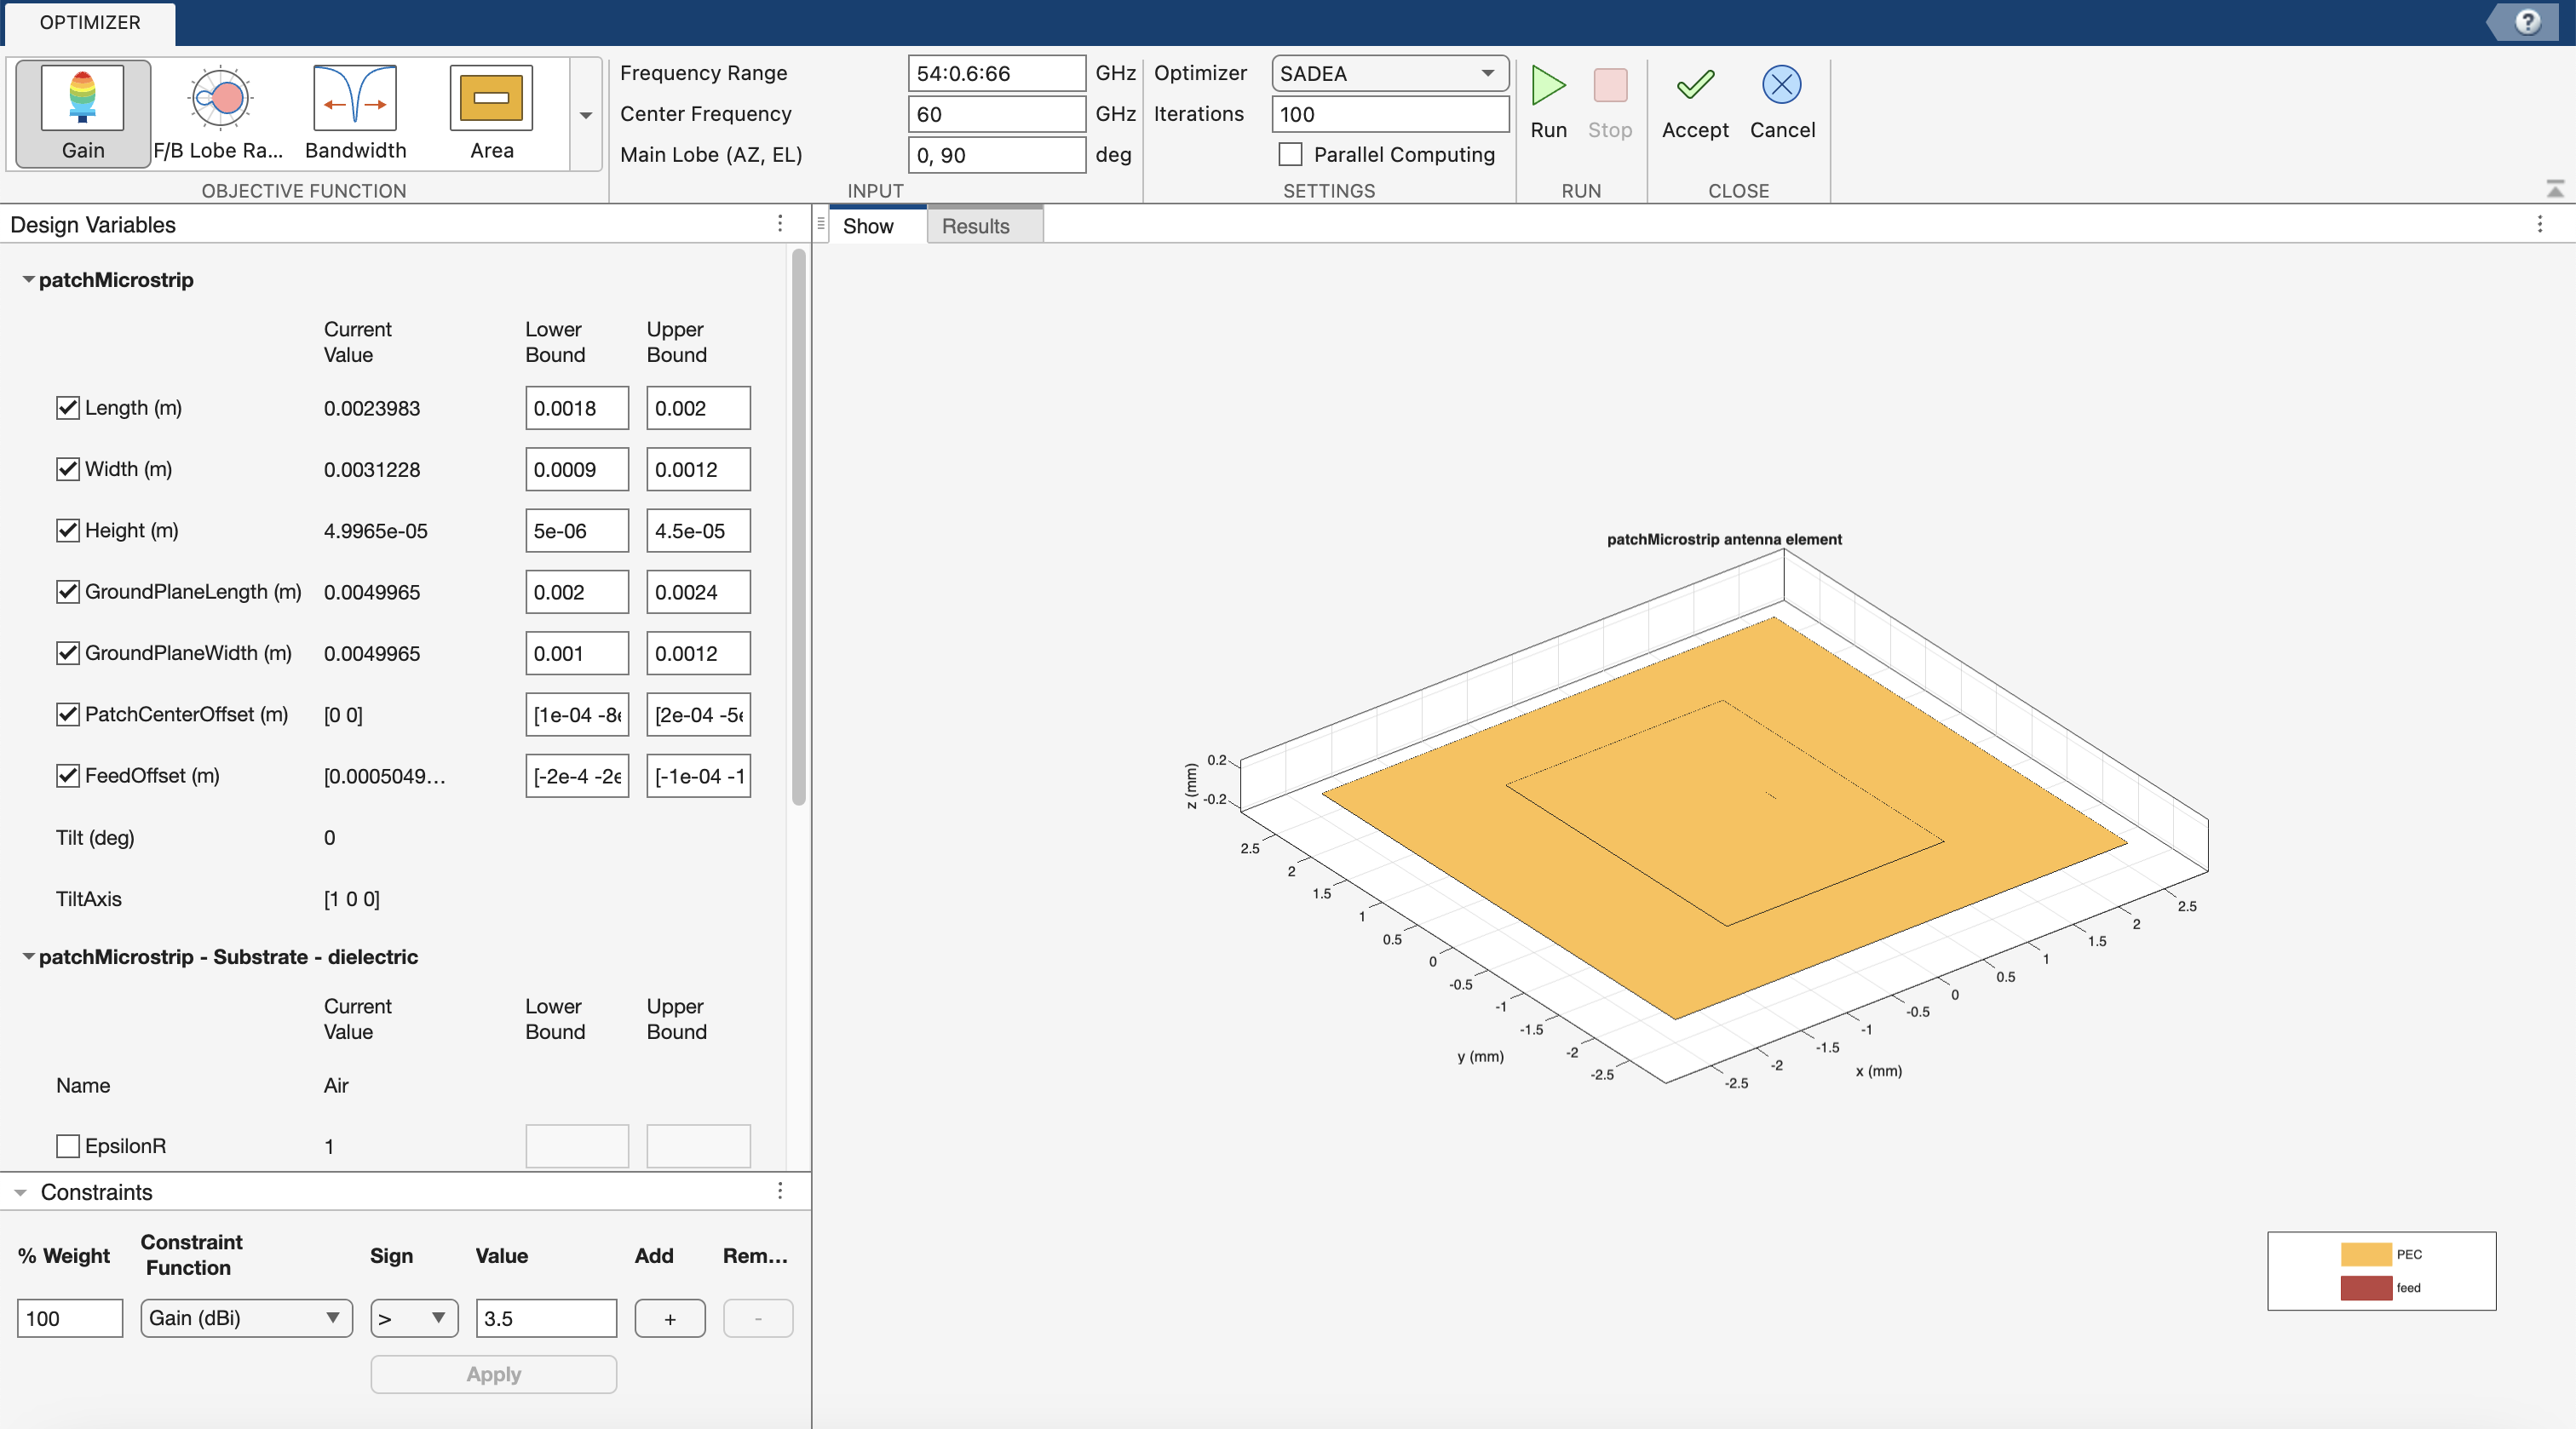 OPTIMIZER
Gain
F/B Lobe Ra...
Bandwidth
Area
OBJECTIVE FUNCTION
Frequency Range 54:0.6:66 GHz
Center Frequency 60 GHz
Main Lobe (AZ, EL) 0, 90 deg
INPUT
Optimizer SADEA
Iterations 100
Parallel Computing
SETTINGS
Run
Stop
RUN
Accept
Cancel
CLOSE
Design Variables
patchMicrostrip
Current Value
Lower Bound
Upper Bound
Length (m) 0.0023983 0.0018 0.002
Width (m) 0.0031228 0.0009 0.0012
Height (m) 4.9965e-05 5e-06 4.5e-05
GroundPlaneLength (m) 0.0049965 0.002 0.0024
GroundPlaneWidth (m) 0.0049965 0.001 0.0012
PatchCenterOffset (m) [0 0] [1e-04 -8e [2e-04 -5e
FeedOffset (m) [0.0005049... [-2e-4 -2e [-1e-04 -1
Tilt (deg) 0
TiltAxis [1 0 0]
patchMicrostrip - Substrate - dielectric
Current Value
Lower Bound
Upper Bound
Name Air
EpsilonR 1
Constraints
% Weight
Constraint Function
Sign
Value
Add
Rem...
100 Gain (dBi) > 3.5 + -
Apply
Show
Results
patchMicrostrip antenna element
z (mm)
0.2
-0.2
2.5
2
1.5
1
0.5
0
-0.5
-1
-1.5
-2
-2.5
y (mm)
-2.5
-2
-1.5
-1
-0.5
0
0.5
1
1.5
2
2.5
x (mm)
PEC
feed